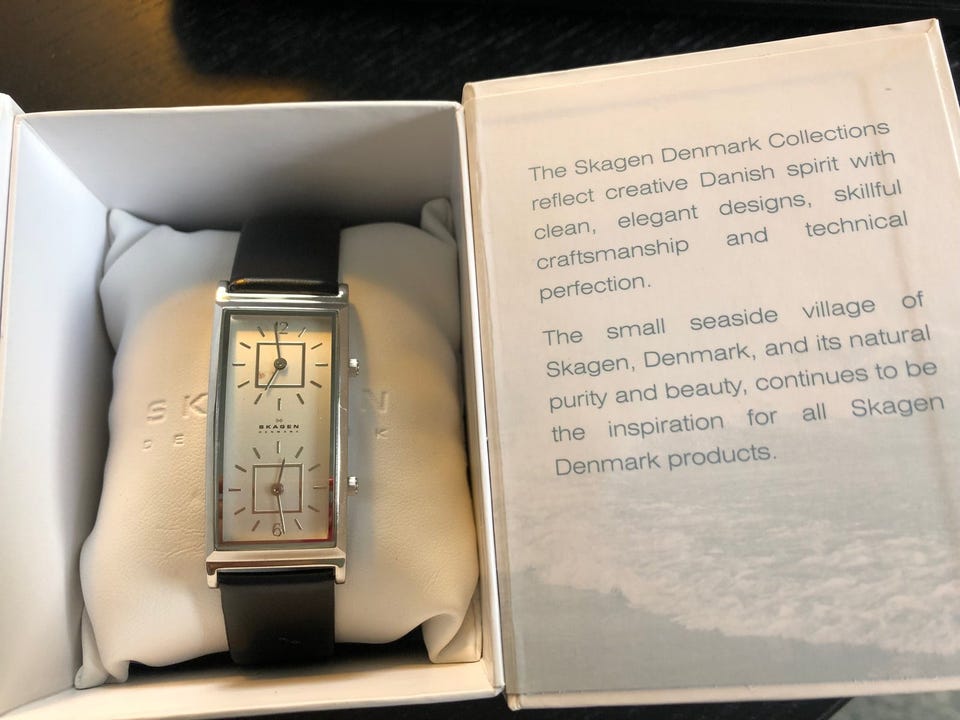 12
SKAGEN
DENMARK
6
SK N
DE K
The Skagen Denmark Collections
reflect creative Danish spirit with
clean, elegant designs, skillful
craftsmanship and technical
perfection.
The small seaside village of
Skagen, Denmark, and its natural
purity and beauty, continues to be
the inspiration for all Skagen
Denmark products.